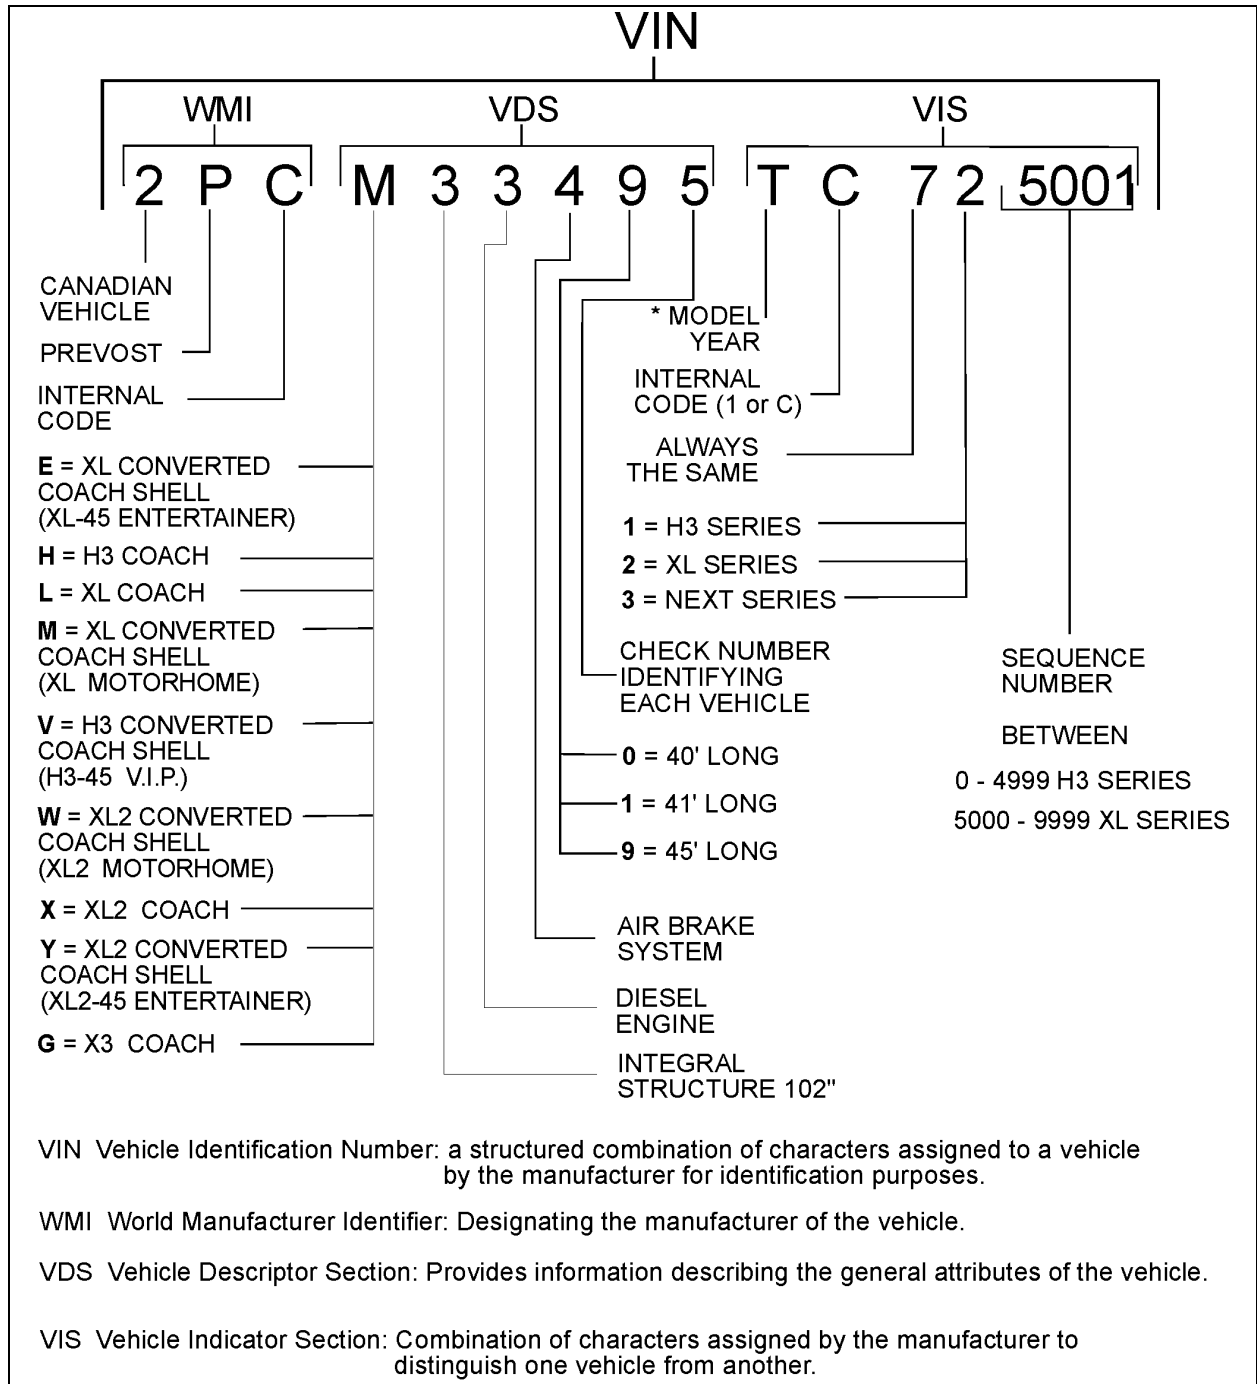 VIN
WMI
VDS
VIS
2 P C M 3 3 4 9 5 T C 7 2 5001
CANADIAN
VEHICLE
PREVOST
INTERNAL
CODE
E = XL CONVERTED
COACH SHELL
(XL-45 ENTERTAINER)
H = H3 COACH
L = XL COACH
M = XL CONVERTED
COACH SHELL
(XL MOTORHOME)
V = H3 CONVERTED
COACH SHELL
(H3-45 V.I.P.)
W = XL2 CONVERTED
COACH SHELL
(XL2 MOTORHOME)
X = XL2 COACH
Y = XL2 CONVERTED
COACH SHELL
(XL2-45 ENTERTAINER)
G = X3 COACH
* MODEL
YEAR
INTERNAL
CODE (1 or C)
ALWAYS
THE SAME
1 = H3 SERIES
2 = XL SERIES
3 = NEXT SERIES
CHECK NUMBER
IDENTIFYING
EACH VEHICLE
0 = 40' LONG
1 = 41' LONG
9 = 45' LONG
AIR BRAKE
SYSTEM
DIESEL
ENGINE
INTEGRAL
STRUCTURE 102"
SEQUENCE
NUMBER
BETWEEN
0 - 4999 H3 SERIES
5000 - 9999 XL SERIES
VIN Vehicle Identification Number: a structured combination of characters assigned to a vehicle
by the manufacturer for identification purposes.
WMI World Manufacturer Identifier: Designating the manufacturer of the vehicle.
VDS Vehicle Descriptor Section: Provides information describing the general attributes of the vehicle.
VIS Vehicle Indicator Section: Combination of characters assigned by the manufacturer to
distinguish one vehicle from another.